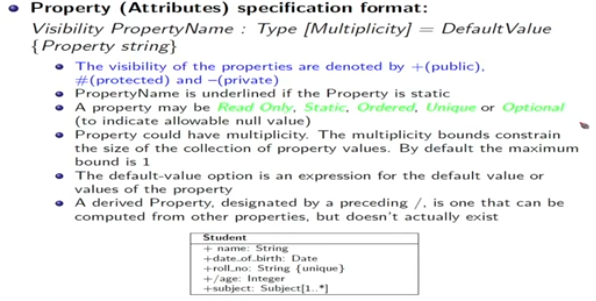 Property (Attributes) specification format:
Visibility PropertyName : Type [Multiplicity] = DefaultValue
{Property string}
The visibility of the properties are denoted by +(public),
#(protected) and −(private)
PropertyName is underlined if the Property is static
A property may be Read Only, Static, Ordered, Unique or Optional
(to indicate allowable null value)
Property could have multiplicity. The multiplicity bounds constrain
the size of the collection of property values. By default the maximum
bound is 1
The default-value option is an expression for the default value or
values of the property
A derived Property, designated by a preceding /, is one that can be
computed from other properties, but doesn't actually exist
Student
+ name: String
+date_of_birth: Date
+roll_no: String {unique}
+/age: Integer
+subject: Subject[1..*]